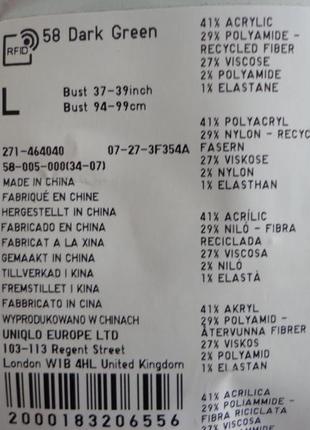 RFID
58 Dark Green
L
Bust 37-39inch
Bust 94-99cm
271-464040 07-27-3F354A
58-005-000(34-07)
MADE IN CHINA
FABRIQUÉ EN CHINE
HERGESTELLT IN CHINA
FABRICADO EN CHINA
FABRICAT A LA XINA
GEMAAKT IN CHINA
TILLVERKAD I KINA
FREMSTILLET I KINA
FABBRICATO IN CINA
WYPRODUKOWANO W CHINACH
UNIQLO EUROPE LTD
103-113 Regent Street
London W1B 4HL United Kingdom
2000183206556
41% ACRYLIC
29% POLYAMIDE -
RECYCLED FIBER
27% VISCOSE
2% POLYAMIDE
1% ELASTANE
41% POLYACRYL
29% NYLON - RECYC
FASERN
27% VISKOSE
2% NYLON
1% ELASTHAN
41% ACRÍLIC
29% NILÓ - FIBRA
RECICLADA
27% VISCOSA
2% NILÓ
1% ELASTÀ
41% AKRYL
29% POLYAMID -
ÅTERVUNNA FIBRER
27% VISKOS
2% POLYAMID
1% ELASTAN
41% ACRILICA
29% POLIAMMIDE -
FIBRA RICICLATA
27% VISCOSA